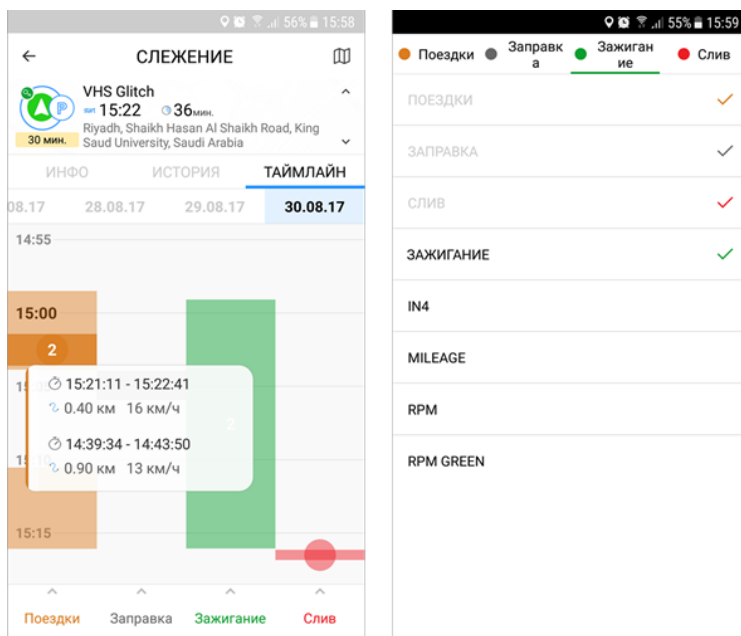 56% 15:58
СЛЕЖЕНИЕ
VHS Glitch
15:22 36мин.
Riyadh, Shaikh Hasan Al Shaikh
Road, King
Saud University, Saudi Arabia
30 мин.
ИНФО ИСТОРИЯ ТАЙМЛАЙН
08.17 28.08.17 29.08.17 30.08.17
14:55
15:00
2
15:21:11 - 15:22:41
0.40 км 16 км/ч
2
14:39:34 - 14:43:50
0.90 км 13 км/ч
15:15
Поездки Заправка Зажигание Слив
55% 15:59
Поездки Заправк
а Зажиган
ие Слив
ПОЕЗДКИ
ЗАПРАВКА
СЛИВ
ЗАЖИГАНИЕ
IN4
MILEAGE
RPM
RPM GREEN